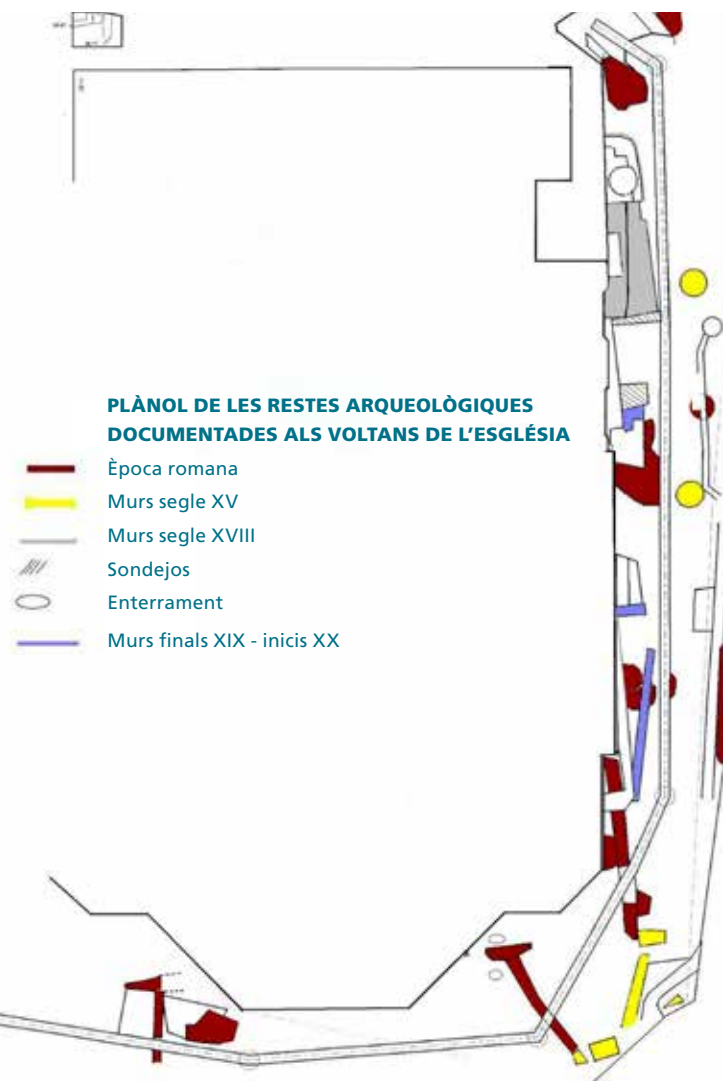 PLÀNOL DE LES RESTES ARQUEOLÒGIQUES
DOCUMENTADES ALS VOLTANS DE L’ESGLÉSIA
Època romana
Murs segle XV
Murs segle XVIII
Sondejos
Enterrament
Murs finals XIX - inicis XX